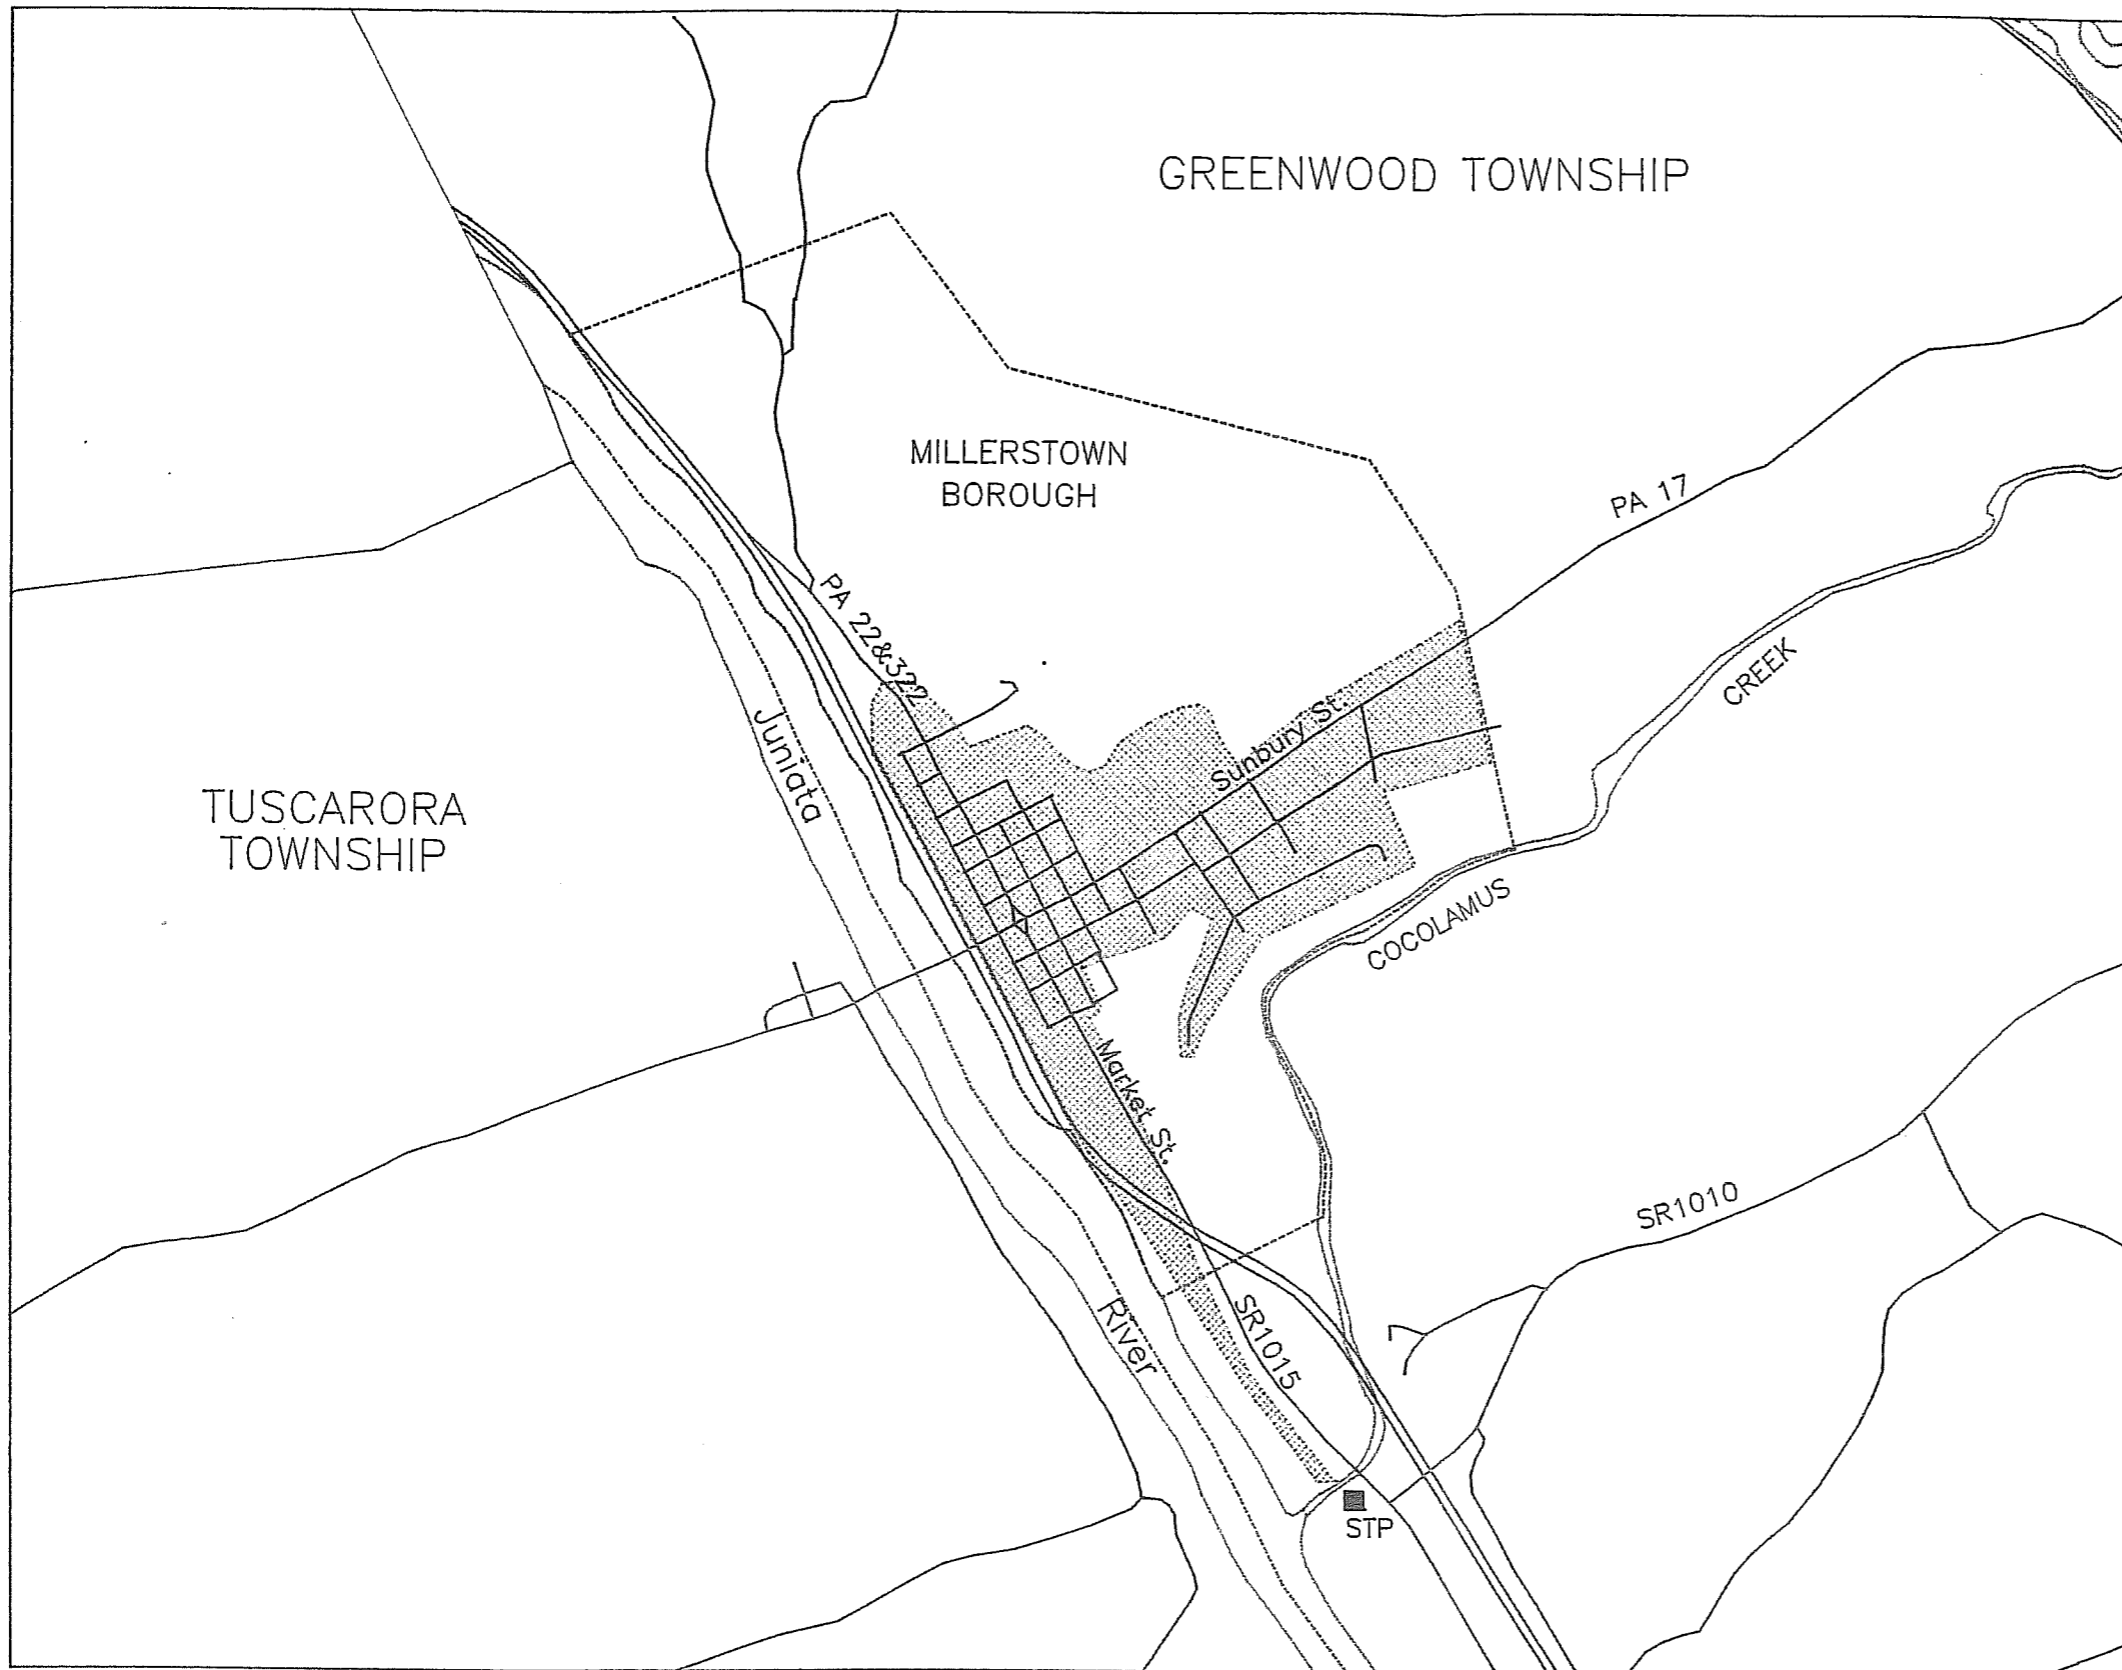 GREENWOOD TOWNSHIP
MILLERSTOWN
BOROUGH
PA 17
PA 22&322
CREEK
Juniata
Sunbury St.
TUSCARORA
TOWNSHIP
COCOLAMUS
Market St.
SR1010
River
SR1015
STP